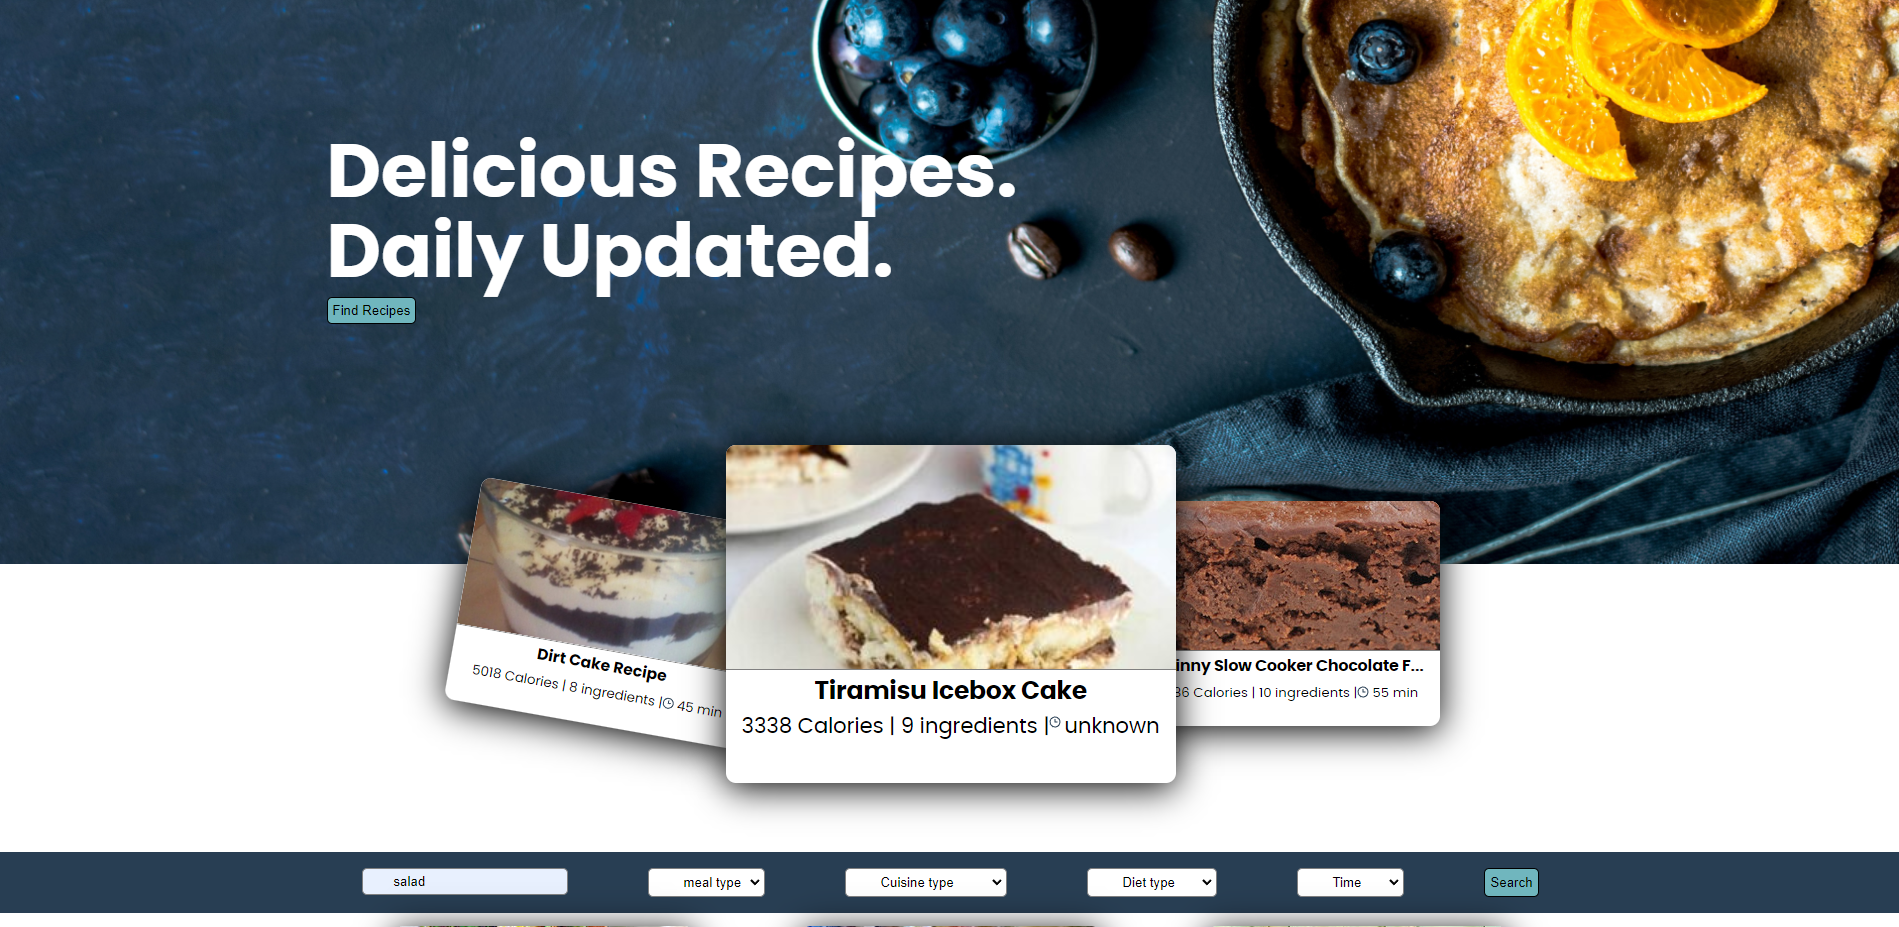 Delicious Recipes.
Daily Updated.
Find Recipes
Dirt Cake Recipe
5018 Calories | 8 ingredients | 45 min
Tiramisu Icebox Cake
3338 Calories | 9 ingredients | unknown
Slow Cooker Chocolate F...
Calories | 10 ingredients | 55 min
salad
meal type
Cuisine type
Diet type
Time
Search